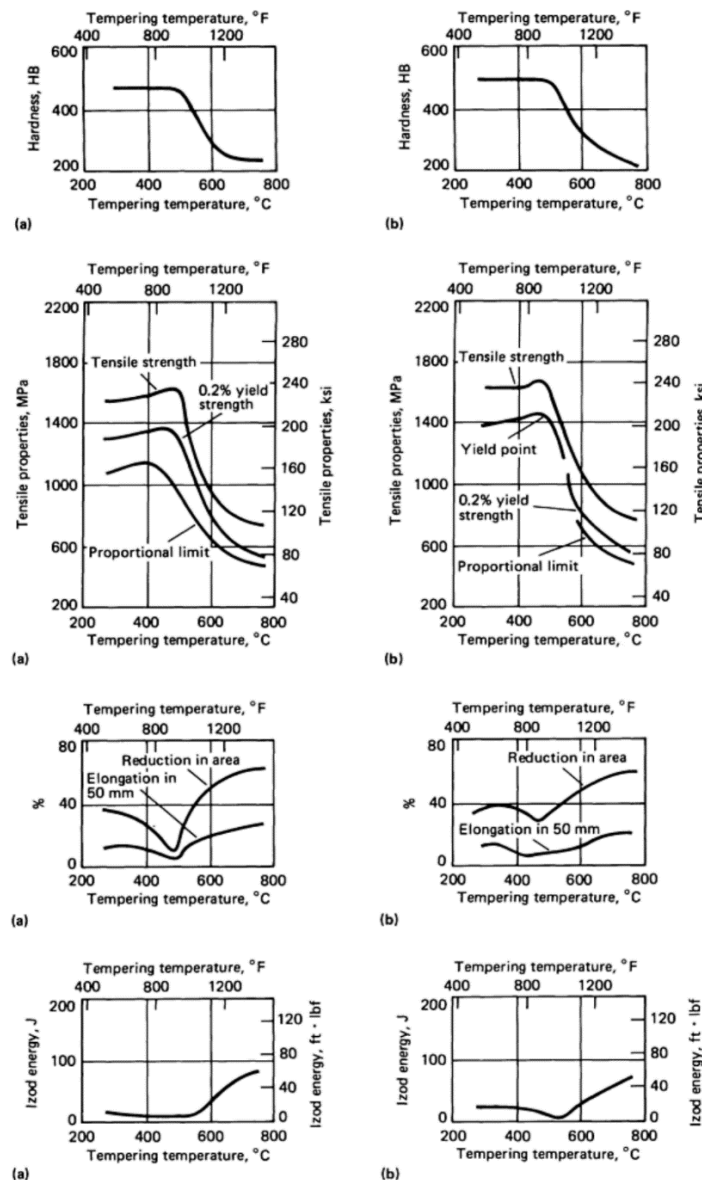 Tempering temperature, °F
400 800 1200
600
400
200
Hardness, HB
200 400 600 800
Tempering temperature, °C
(a)
Tempering temperature, °F
400 800 1200
600
400
200
Hardness, HB
200 400 600 800
Tempering temperature, °C
(b)
Tempering temperature, °F
400 800 1200
2200
1800
1400
1000
600
200
Tensile properties, MPa
Tensile strength
0.2% yield
strength
Proportional limit
280
240
200
160
120
80
40
Tensile properties, ksi
200 400 600 800
Tempering temperature, °C
(a)
Tempering temperature, °F
400 800 1200
2200
1800
1400
1000
600
200
Tensile properties, MPa
Tensile strength
Yield point
0.2% yield
strength
Proportional limit
280
240
200
160
120
80
40
Tensile properties, ksi
200 400 600 800
Tempering temperature, °C
(b)
Tempering temperature, °F
400 800 1200
80
40
0
%
Reduction in area
Elongation in
50 mm
200 400 600 800
Tempering temperature, °C
(a)
Tempering temperature, °F
400 800 1200
80
40
0
%
Reduction in area
Elongation in 50 mm
200 400 600 800
Tempering temperature, °C
(b)
Tempering temperature, °F
400 800 1200
200
100
0
Izod energy, J
120
80
40
0
Izod energy, ft · lbf
200 400 600 800
Tempering temperature, °C
(a)
Tempering temperature, °F
400 800 1200
200
100
0
Izod energy, J
120
80
40
0
Izod energy, ft · lbf
200 400 600 800
Tempering temperature, °C
(b)